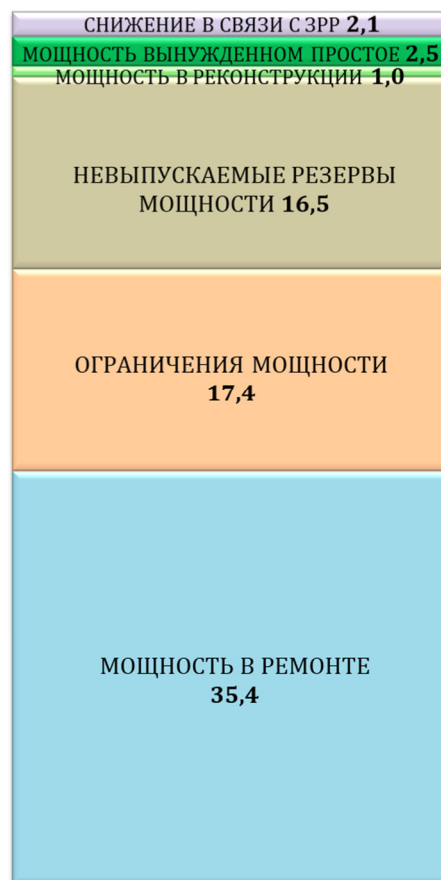 СНИЖЕНИЕ В СВЯЗИ С ЗРР 2,1
МОЩНОСТЬ ВЫНУЖДЕННОМ ПРОСТОЕ 2,5
МОЩНОСТЬ В РЕКОНСТРУКЦИИ 1,0
НЕВЫПУСКАЕМЫЕ РЕЗЕРВЫ
МОЩНОСТИ 16,5
ОГРАНИЧЕНИЯ МОЩНОСТИ
17,4
МОЩНОСТЬ В РЕМОНТЕ
35,4